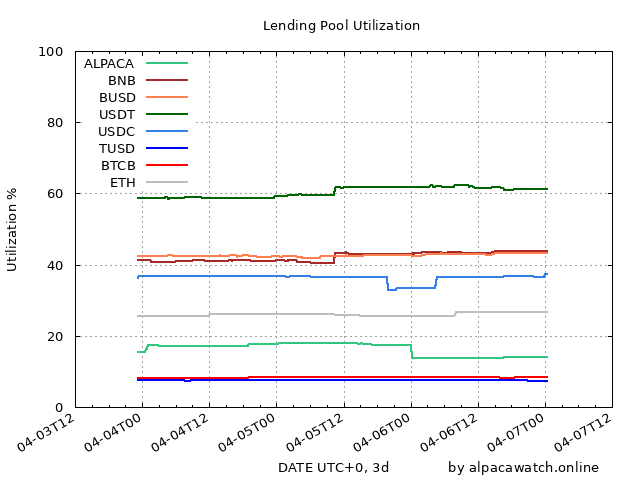 Lending Pool Utilization
100
80
60
40
20
0
Utilization %
ALPACA
BNB
BUSD
USDT
USDC
TUSD
BTCB
ETH
04-03T12
04-04T00
04-04T12
04-05T00
04-05T12
04-06T00
04-06T12
04-07T00
04-07T12
DATE UTC+0, 3d
by alpacawatch.online